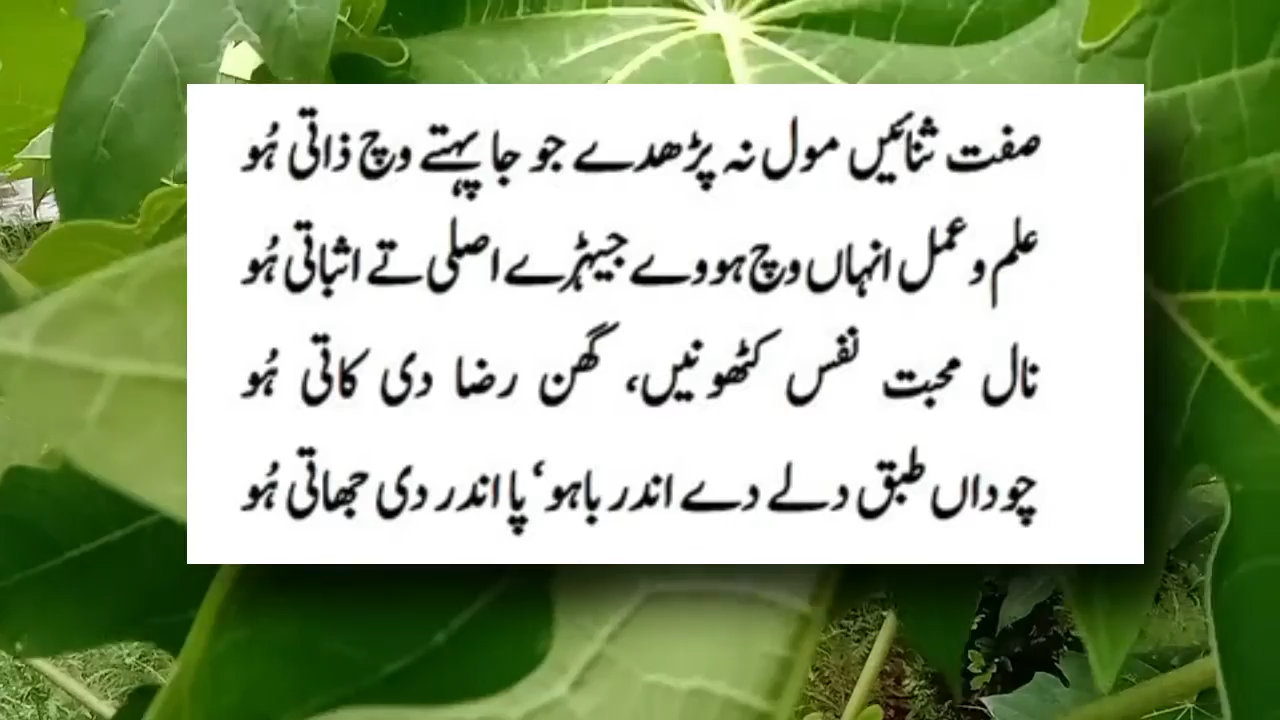 صفت ثنائیں مول نہ پڑھدے جو جا پہتے وچ ذاتی ھُو
علم و عمل انہاں وچ ہووے جیہڑے اصلی تے اثباتی ھُو
نال محبت نفس کٹھونیں، گھن رضا دی کاتی ھُو
چوداں طبق دلے دے اندر باہو‘ پا اندر دی جھاتی ھُو